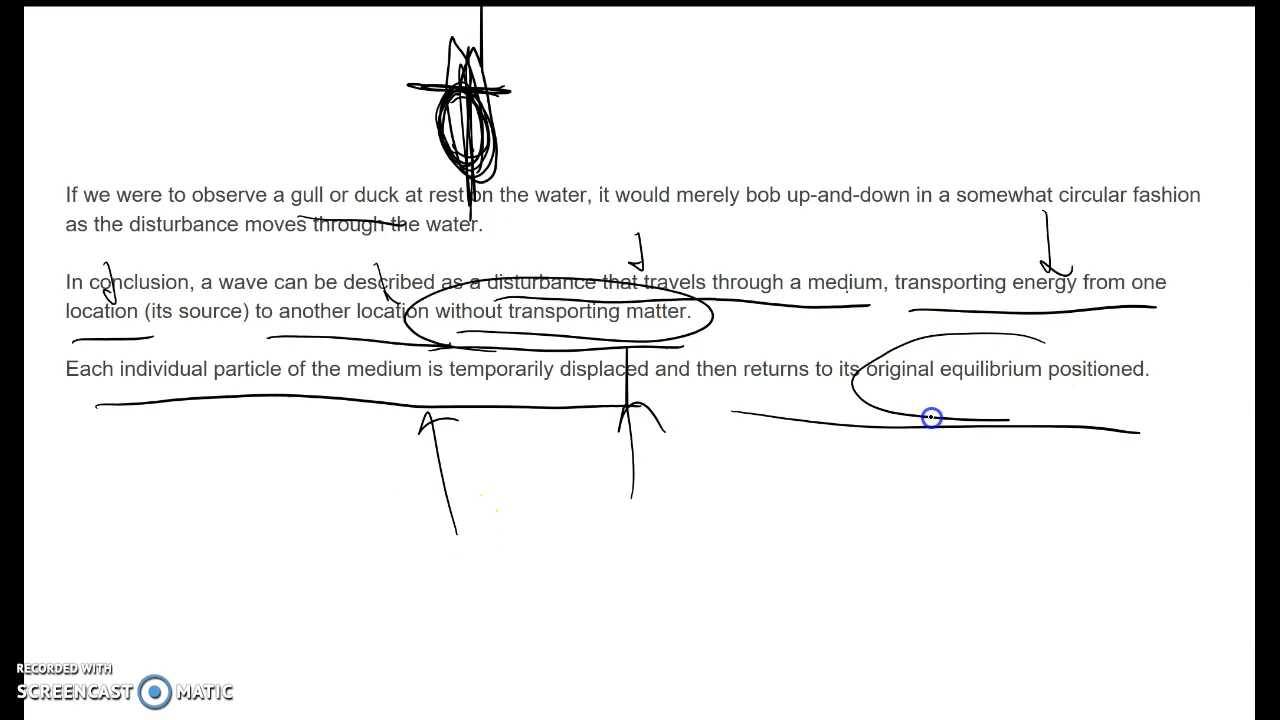 If we were to observe a gull or duck at rest on the water, it would merely bob up-and-down in a somewhat circular fashion
as the disturbance moves through the water.
In conclusion, a wave can be described as a disturbance that travels through a medium, transporting energy from one
location (its source) to another location without transporting matter.
Each individual particle of the medium is temporarily displaced and then returns to its original equilibrium positioned.
RECORDED WITH
SCREENCAST MATIC